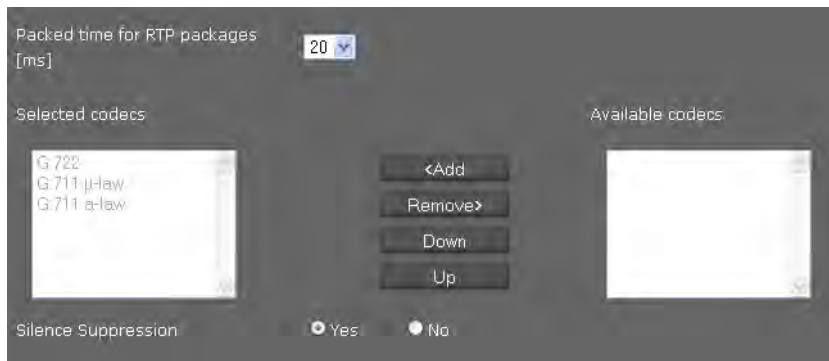 Packed time for RTP packages
[ms]
20
Selected codecs
Available codecs
G.722
G.711 µ-law
G.711 a-law
<Add
Remove>
Down
Up
Silence Suppression
Yes
No